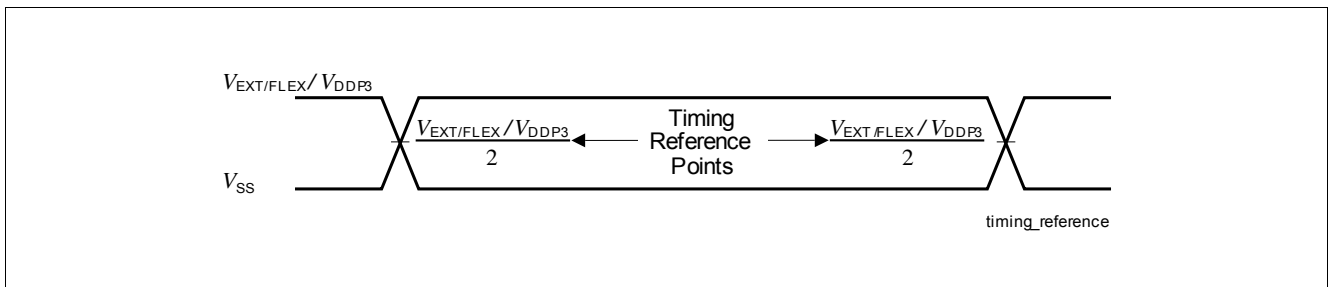 VEXT/FLEX/ VDDP3
VEXT/FLEX / VDDP3
2
Timing
Reference
Points
VEXT/FLEX / VDDP3
2
VSS
timing_reference